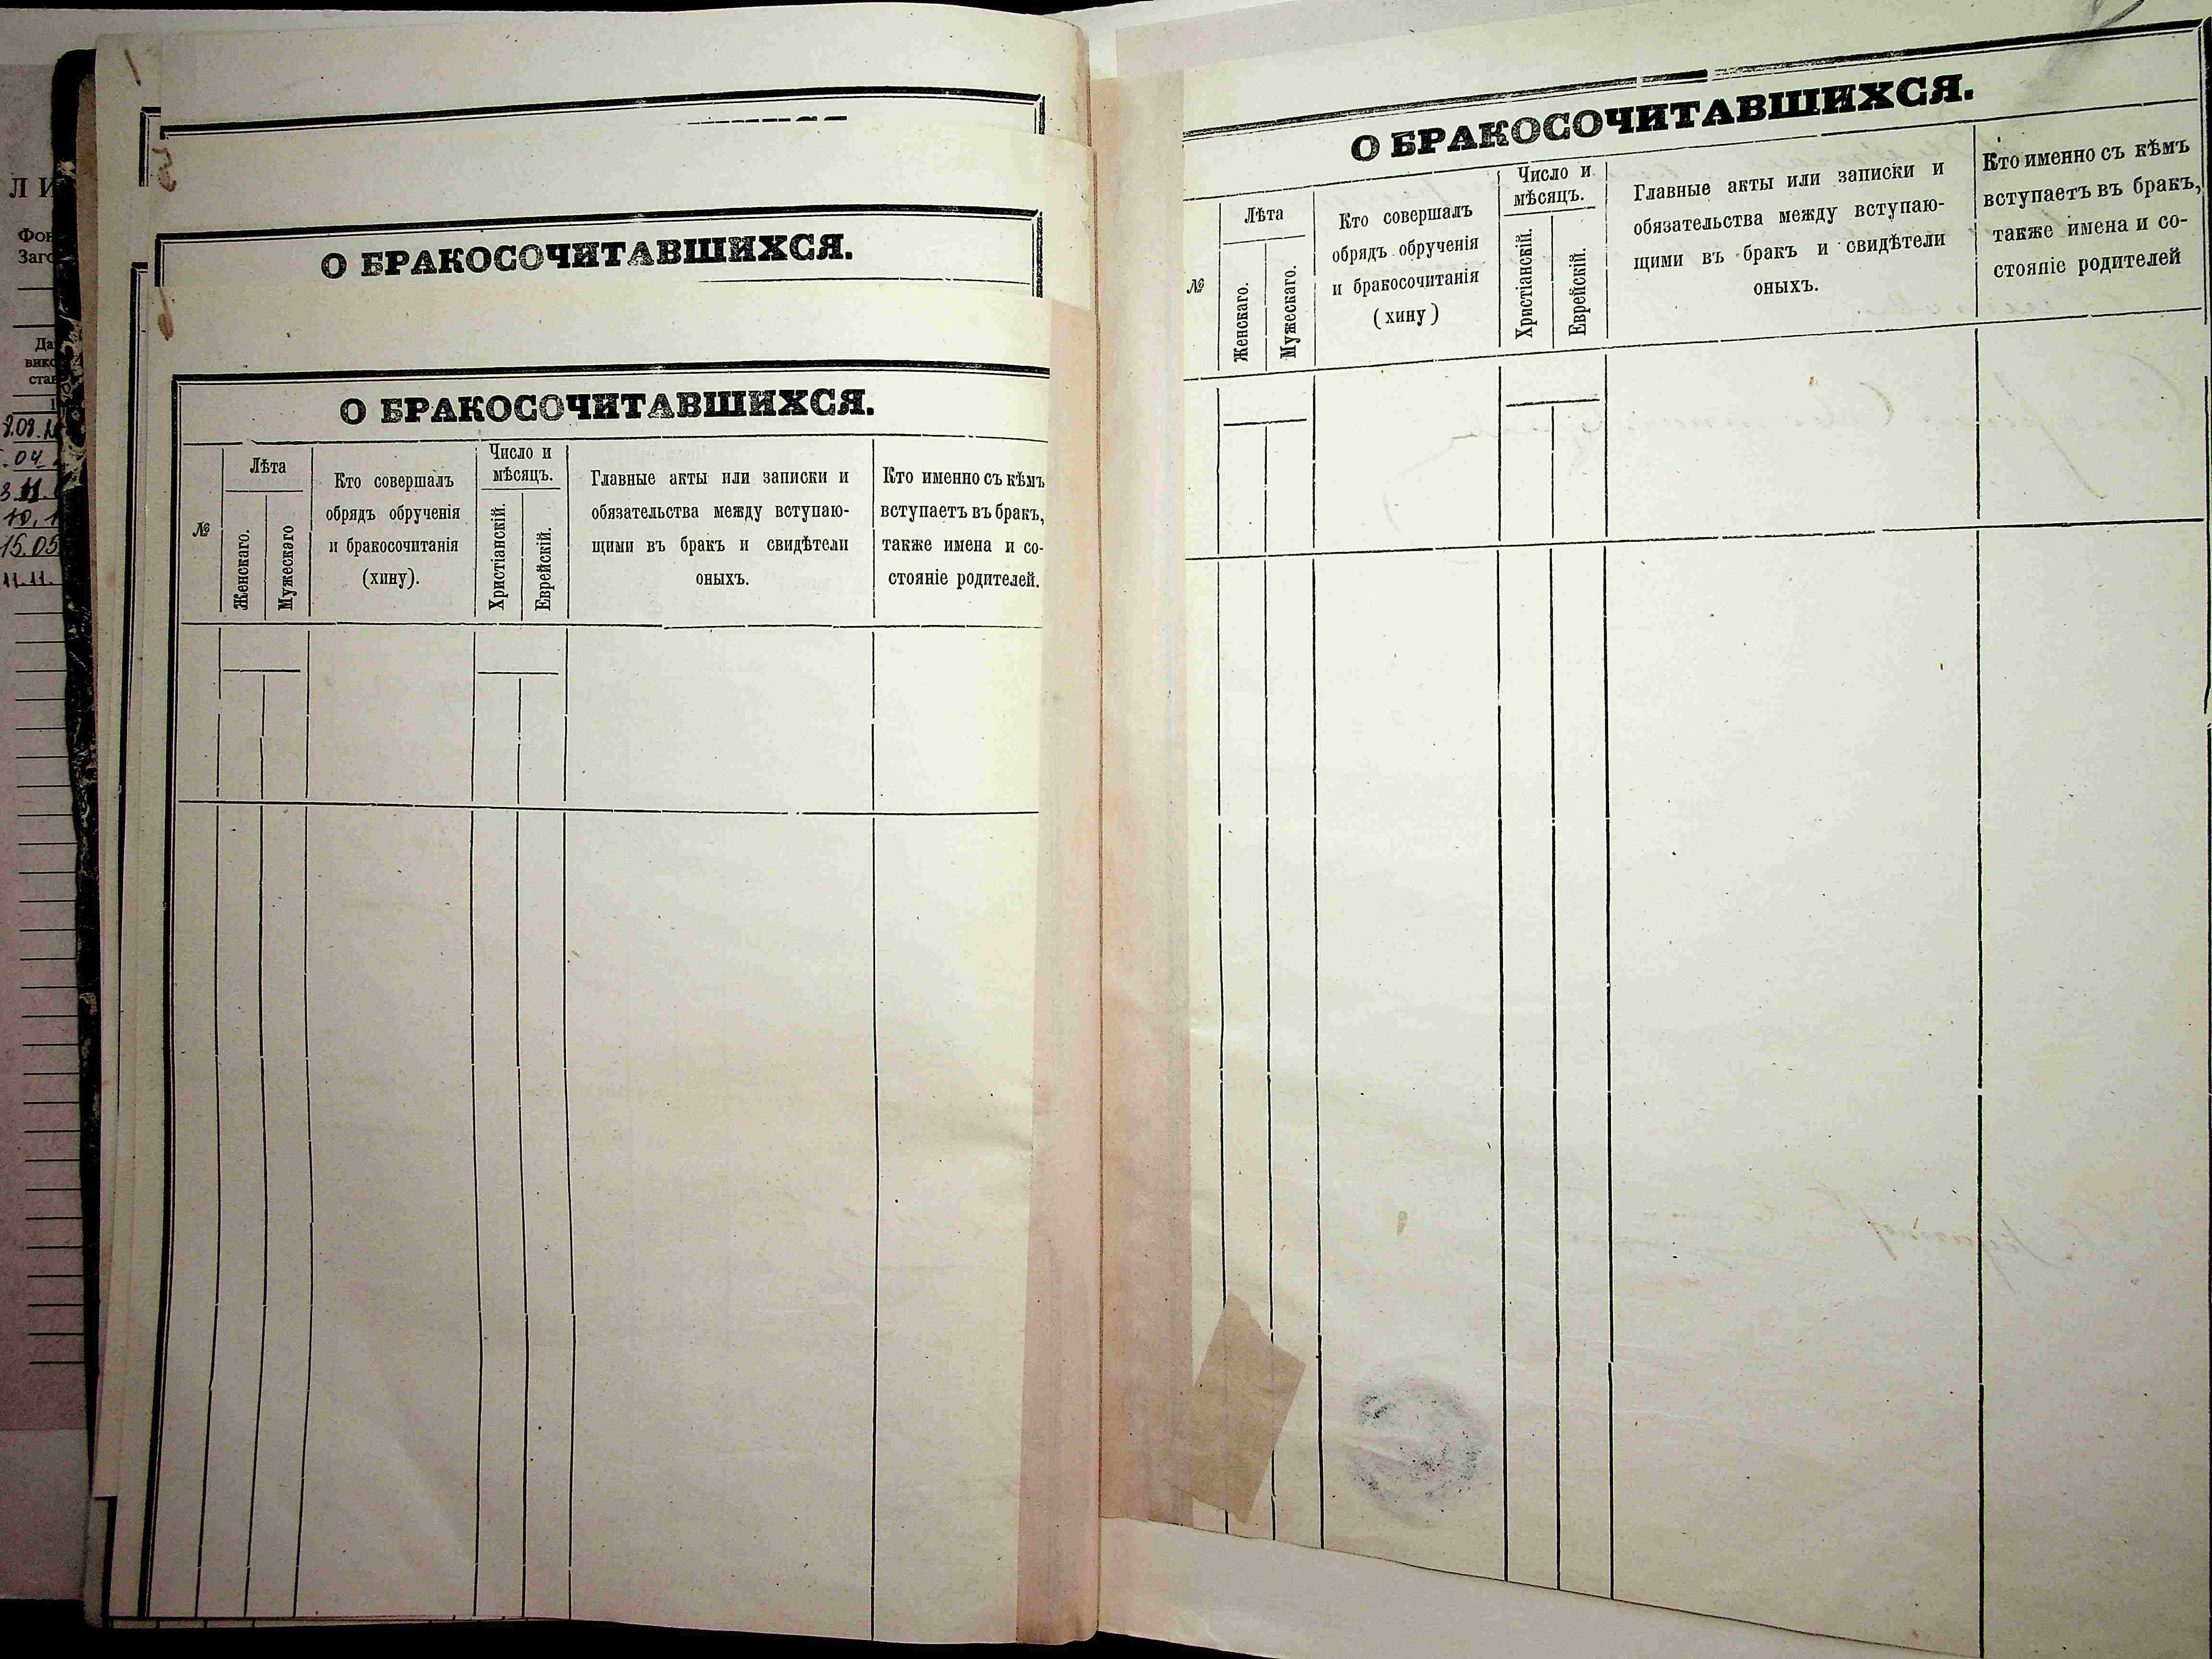 О БРАКОСОЧИТАВШИХСЯ.
О БРАКОСОЧИТАВШИХСЯ.
№
Лѣта
Женскаго.
Мужескаго
Кто совершалъ
обрядъ обрученія
и бракосочитанія
(хину).
Число и
мѣсяцъ.
Христіанскій.
Еврейскій.
Главные акты или записки и
обязательства между вступаю-
щими въ бракъ и свидѣтели
оныхъ.
Кто именно съ кѣмъ
вступаетъ въ бракъ,
также имена и со-
стояніе родителей.
О БРАКОСОЧИТАВШИХСЯ.
№
Лѣта
Женскаго.
Мужескаго.
Кто совершалъ
обрядъ обрученія
и бракосочитанія
(хину)
Число и
мѣсяцъ.
Христіанскій.
Еврейскій.
Главные акты или записки и
обязательства между вступаю-
щими въ бракъ и свидѣтели
оныхъ.
Кто именно съ кѣмъ
вступаетъ въ бракъ,
также имена и со-
стояніе родителей